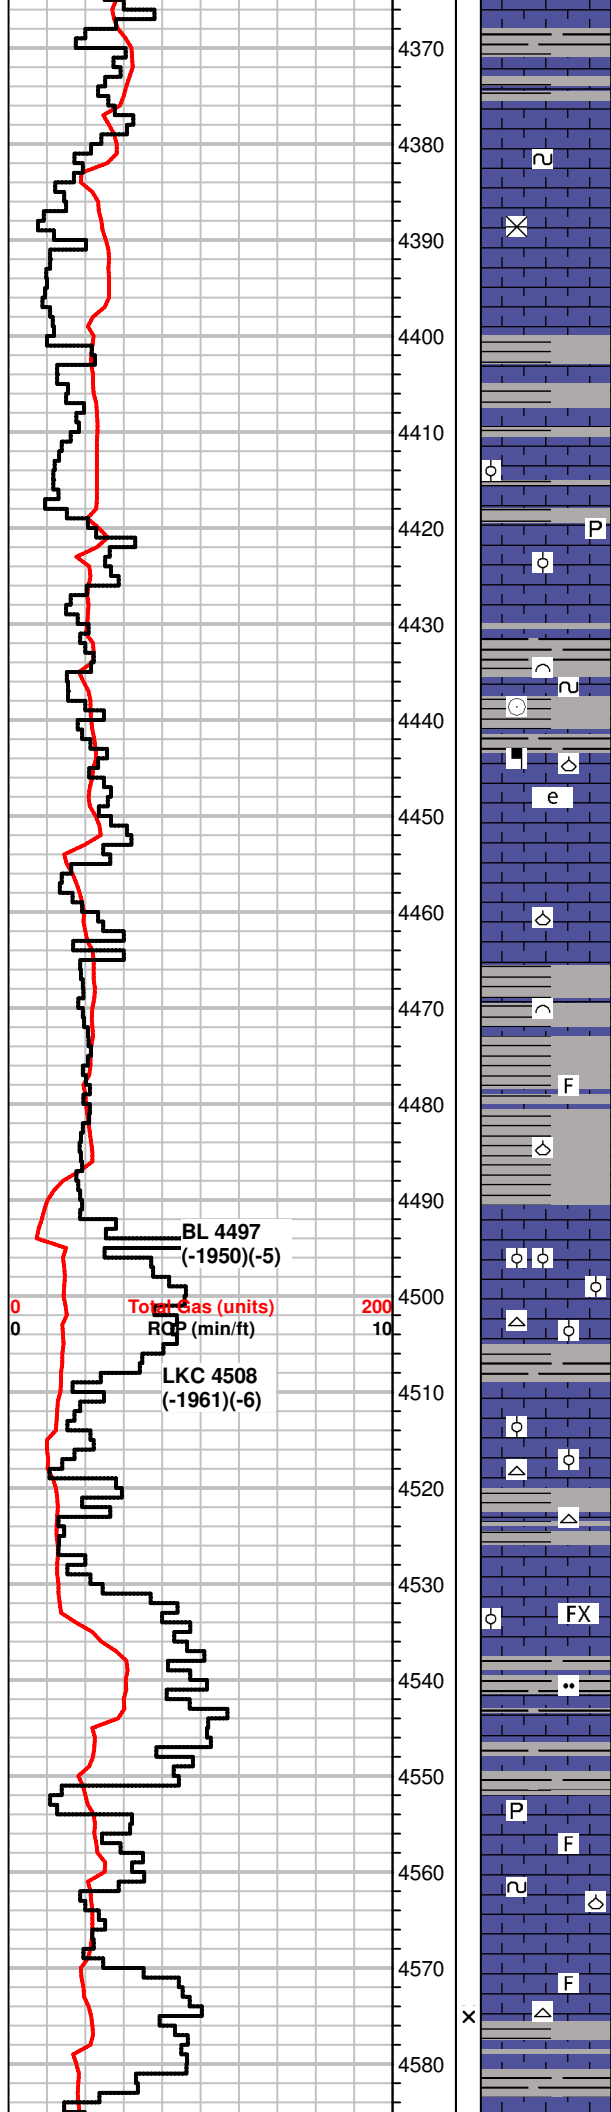 4370
4380
4390
4400
4410
4420
P
4430
4440
e
4450
4460
4470
F
4480
4490
BL 4497
(-1950)(-5)
4500
0 Total Gas (units) 200
0 ROP (min/ft) 10
LKC 4508
(-1961)(-6)
4510
4520
4530
FX
4540
4550
P
F
4560
4570
F
4580